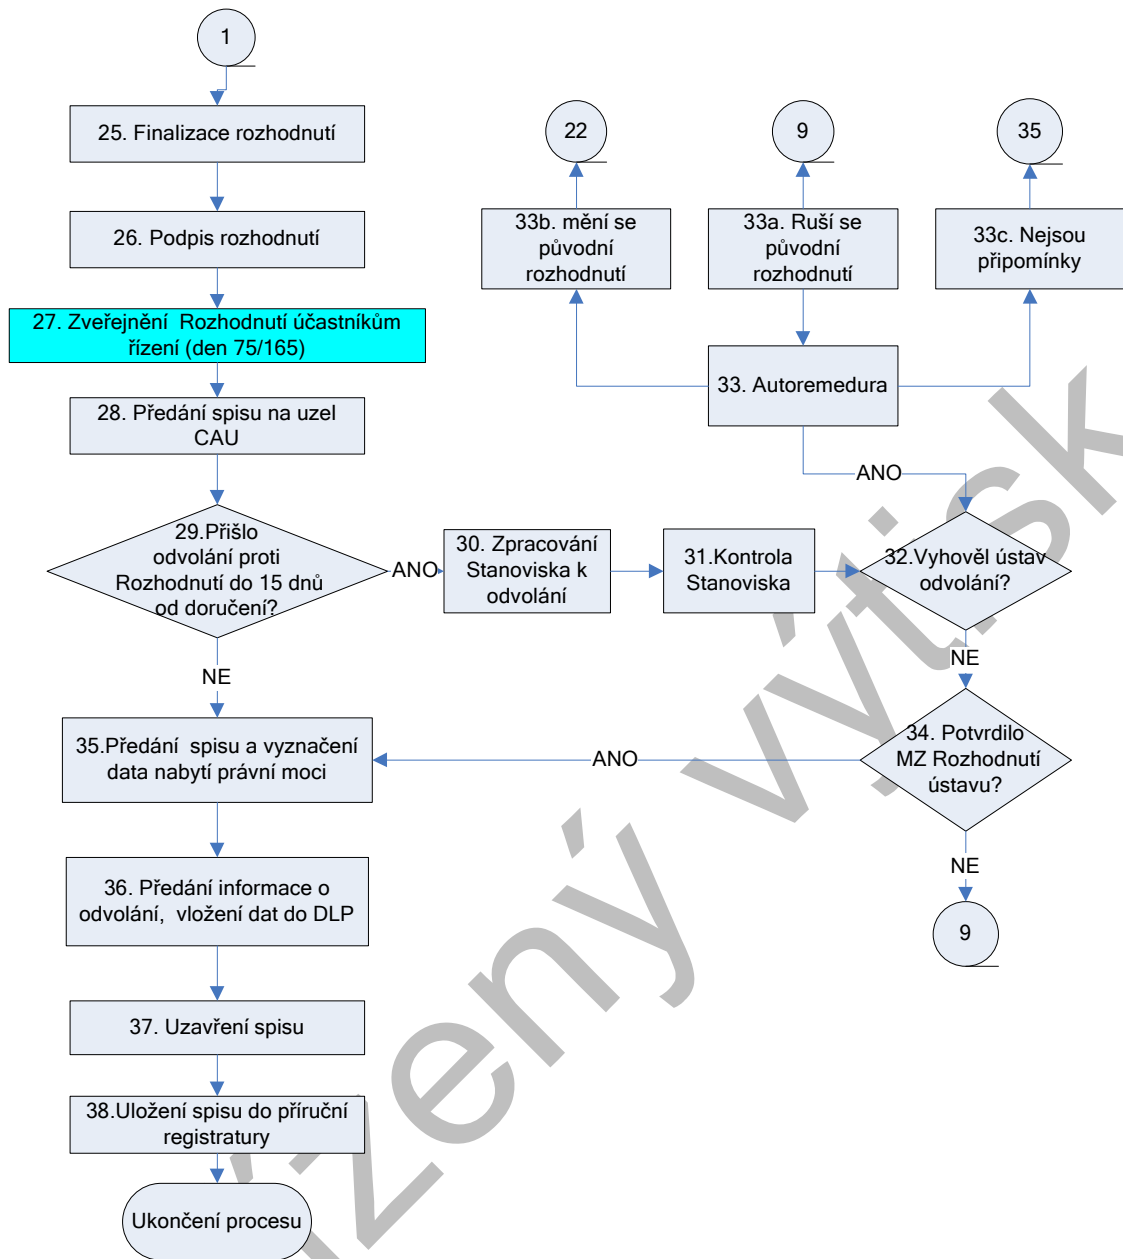 1
25. Finalizace rozhodnutí
26. Podpis rozhodnutí
27. Zveřejnění  Rozhodnutí účastníkům
řízení (den 75/165)
28. Předání spisu na uzel
CAU
29.Přišlo
odvolání proti
Rozhodnutí do 15 dnů
od doručení?
ANO
30. Zpracování
Stanoviska k
odvolání
31.Kontrola
Stanoviska
32.Vyhověl ústav
odvolání?
ANO
33. Autoremedura
33b. mění se
původní
rozhodnutí
22
33a. Ruší se
původní
rozhodnutí
9
33c. Nejsou
připomínky
35
NE
34. Potvrdilo
MZ Rozhodnutí
ústavu?
ANO
NE
9
NE
35.Předání  spisu a vyznačení
data nabytí právní moci
36. Předání informace o
odvolání,  vložení dat do DLP
37. Uzavření spisu
38.Uložení spisu do příruční
registratury
Ukončení procesu
ízený výtisk